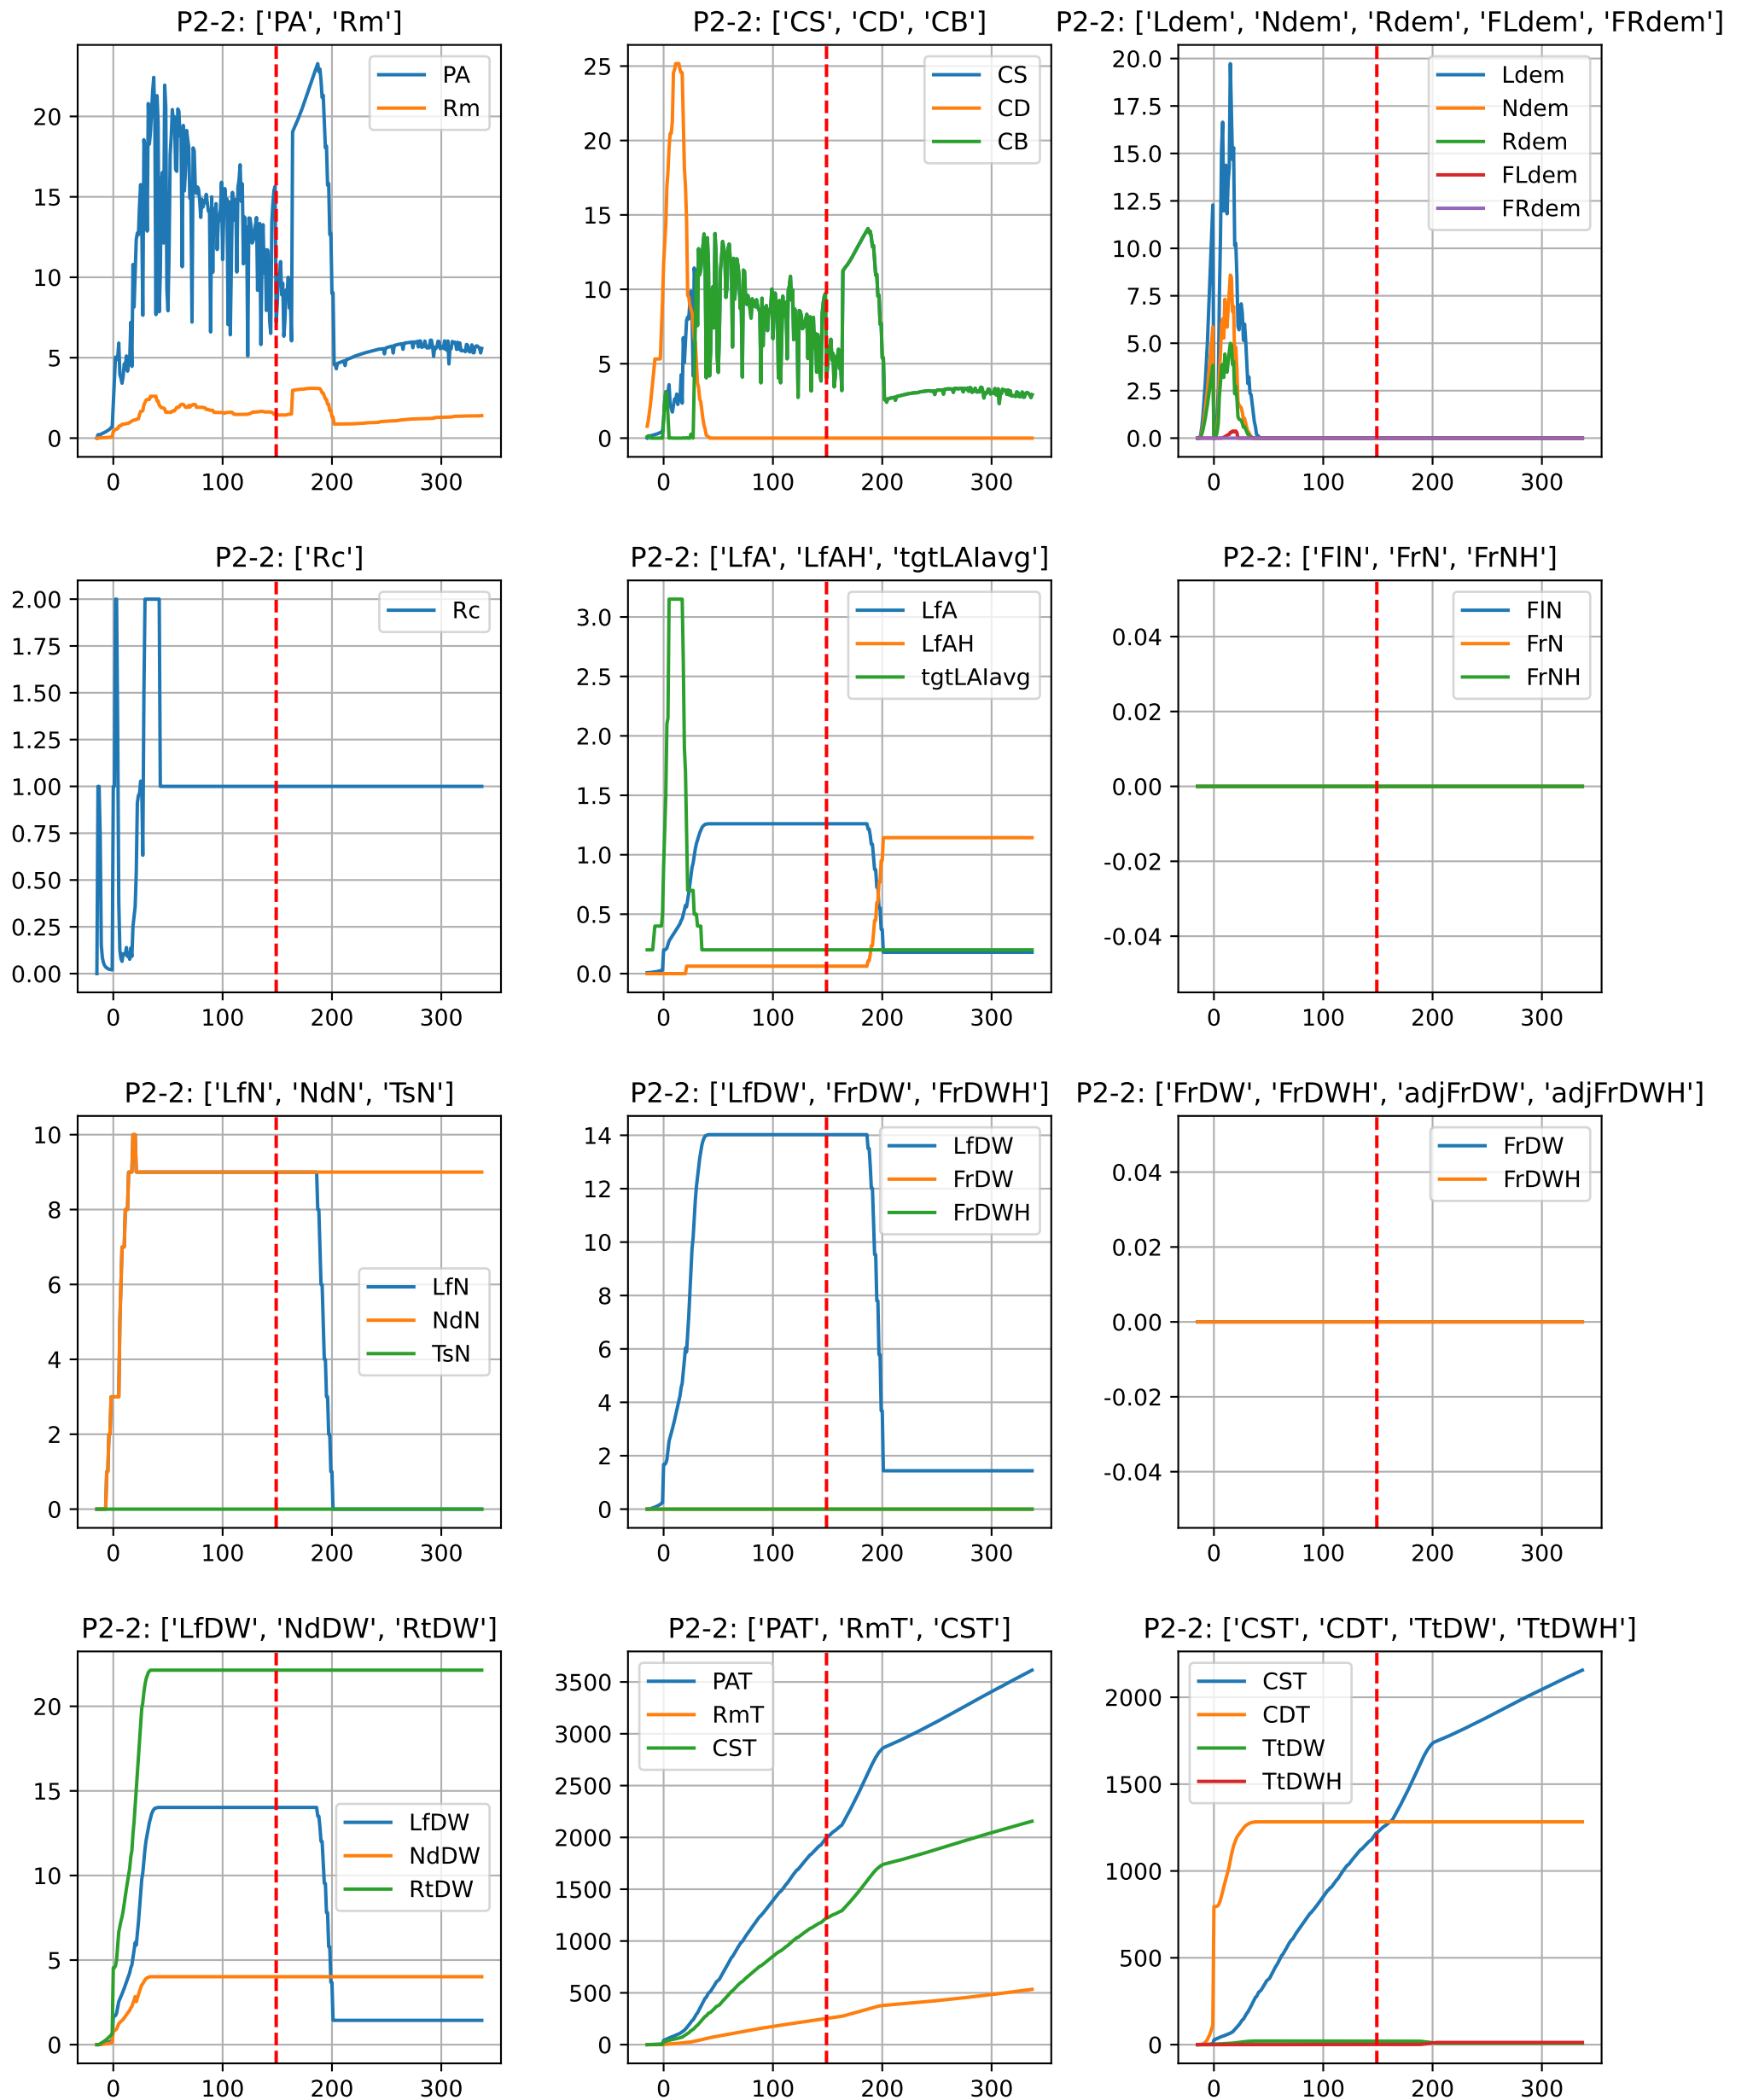 P2-2: ['PA', 'Rm']
PA
Rm
20
15
10
5
0
0 100 200 300
P2-2: ['CS', 'CD', 'CB']
CS
CD
CB
25
20
15
10
5
0
0 100 200 300
P2-2: ['Ldem', 'Ndem', 'Rdem', 'FLdem', 'FRdem']
Ldem
Ndem
Rdem
FLdem
FRdem
20.0
17.5
15.0
12.5
10.0
7.5
5.0
2.5
0.0
0 100 200 300
P2-2: ['Rc']
Rc
2.00
1.75
1.50
1.25
1.00
0.75
0.50
0.25
0.00
0 100 200 300
P2-2: ['LfA', 'LfAH', 'tgtLAIavg']
LfA
LfAH
tgtLAIavg
3.0
2.5
2.0
1.5
1.0
0.5
0.0
0 100 200 300
P2-2: ['FlN', 'FrN', 'FrNH']
FlN
FrN
FrNH
0.04
0.02
0.00
-0.02
-0.04
0 100 200 300
P2-2: ['LfN', 'NdN', 'TsN']
LfN
NdN
TsN
10
8
6
4
2
0
0 100 200 300
P2-2: ['LfDW', 'FrDW', 'FrDWH']
LfDW
FrDW
FrDWH
14
12
10
8
6
4
2
0
0 100 200 300
P2-2: ['FrDW', 'FrDWH', 'adjFrDW', 'adjFrDWH']
FrDW
FrDWH
0.04
0.02
0.00
-0.02
-0.04
0 100 200 300
P2-2: ['LfDW', 'NdDW', 'RtDW']
LfDW
NdDW
RtDW
20
15
10
5
0
0 100 200 300
P2-2: ['PAT', 'RmT', 'CST']
PAT
RmT
CST
3500
3000
2500
2000
1500
1000
500
0
0 100 200 300
P2-2: ['CST', 'CDT', 'TtDW', 'TtDWH']
CST
CDT
TtDW
TtDWH
2000
1500
1000
500
0
0 100 200 300